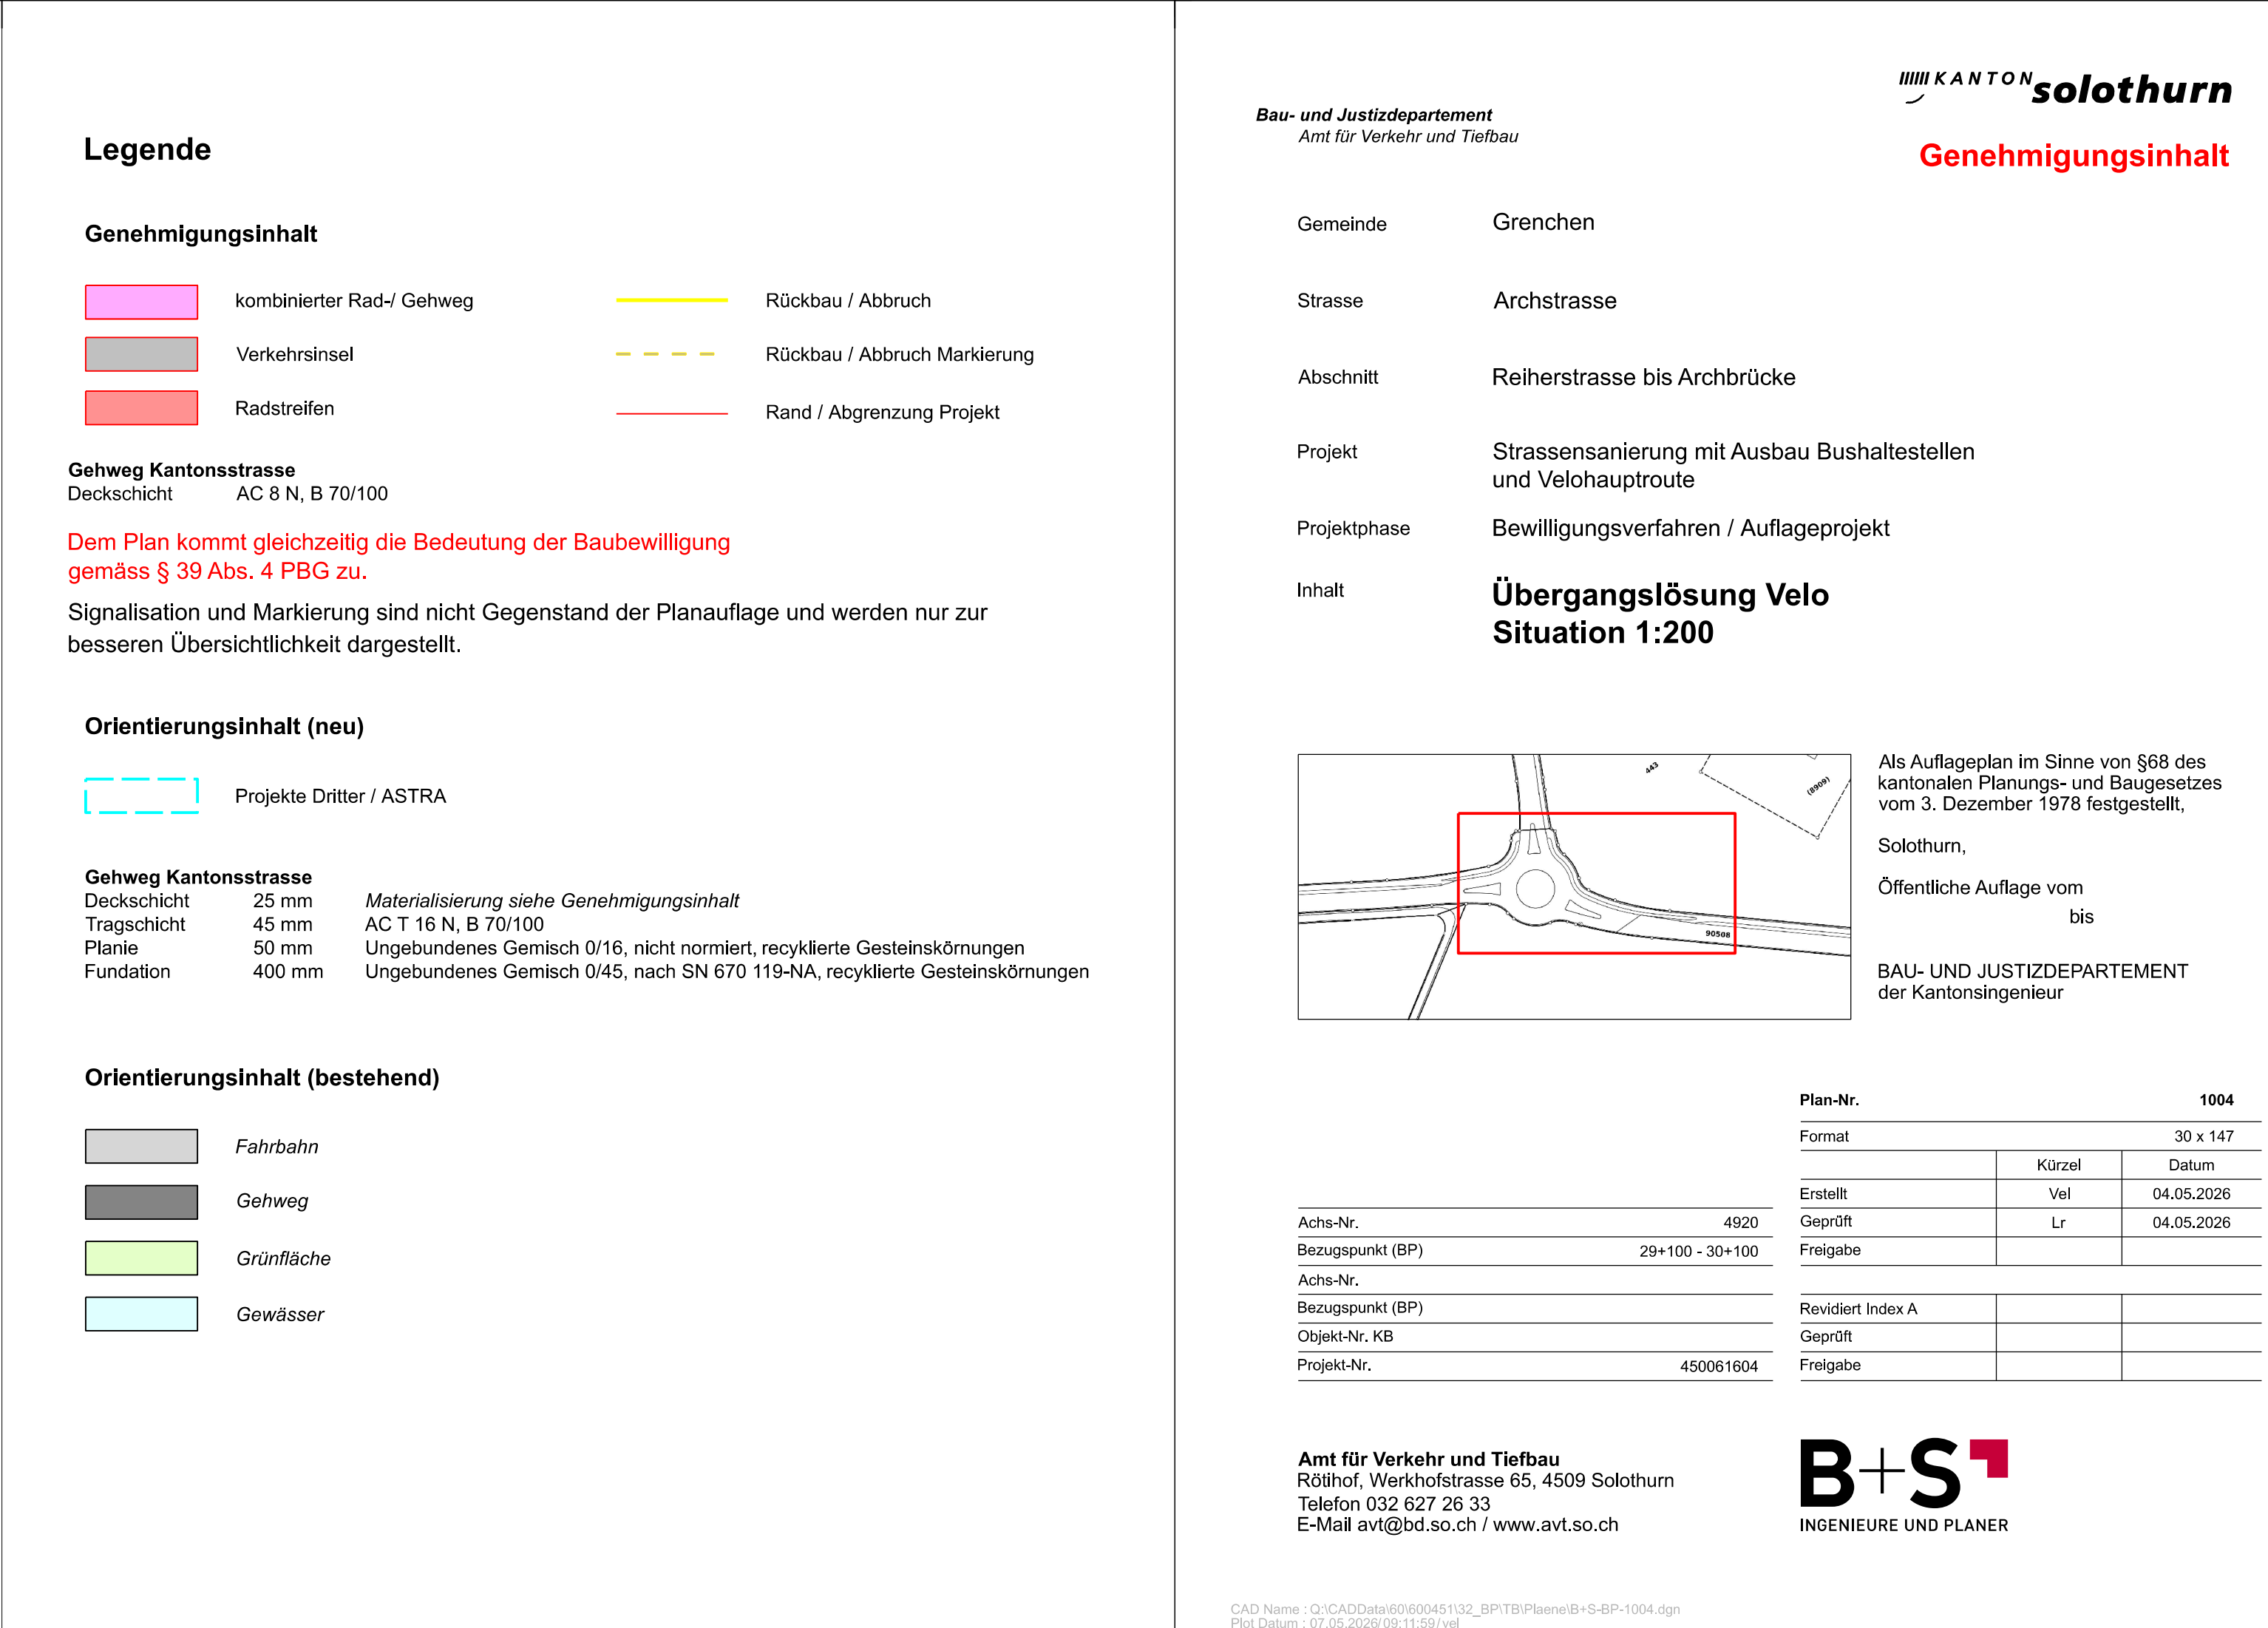 Legende
Genehmigungsinhalt
kombinierter Rad-/ Gehweg
Rückbau / Abbruch
Verkehrsinsel
Rückbau / Abbruch Markierung
Radstreifen
Rand / Abgrenzung Projekt
Gehweg Kantonsstrasse
Deckschicht AC 8 N, B 70/100
Dem Plan kommt gleichzeitig die Bedeutung der Baubewilligung
gemäss § 39 Abs. 4 PBG zu.
Signalisation und Markierung sind nicht Gegenstand der Planauflage und werden nur zur
besseren Übersichtlichkeit dargestellt.
Orientierungsinhalt (neu)
Projekte Dritter / ASTRA
Gehweg Kantonsstrasse
Deckschicht 25 mm Materialisierung siehe Genehmigungsinhalt
Tragschicht 45 mm AC T 16 N, B 70/100
Planie 50 mm Ungebundenes Gemisch 0/16, nicht normiert, recyklierte Gesteinskörnungen
Fundation 400 mm Ungebundenes Gemisch 0/45, nach SN 670 119-NA, recyklierte Gesteinskörnungen
Orientierungsinhalt (bestehend)
Fahrbahn
Gehweg
Grünfläche
Gewässer
KANTON solothurn
Bau- und Justizdepartement
Amt für Verkehr und Tiefbau
Genehmigungsinhalt
Gemeinde Grenchen
Strasse Archstrasse
Abschnitt Reiherstrasse bis Archbrücke
Projekt Strassensanierung mit Ausbau Bushaltestellen
und Velohauptroute
Projektphase Bewilligungsverfahren / Auflageprojekt
Inhalt Übergangslösung Velo
Situation 1:200
443
(8909)
90508
Als Auflageplan im Sinne von §68 des
kantonalen Planungs- und Baugesetzes
vom 3. Dezember 1978 festgestellt,
Solothurn,
Öffentliche Auflage vom
bis
BAU- UND JUSTIZDEPARTEMENT
der Kantonsingenieur
Plan-Nr. 1004
Format 30 x 147
Kürzel Datum
Erstellt Vel 04.05.2026
Geprüft Lr 04.05.2026
Freigabe
Revidiert Index A
Geprüft
Freigabe
Achs-Nr. 4920
Bezugspunkt (BP) 29+100 - 30+100
Achs-Nr.
Bezugspunkt (BP)
Objekt-Nr. KB
Projekt-Nr. 450061604
Amt für Verkehr und Tiefbau
Rötihof, Werkhofstrasse 65, 4509 Solothurn
Telefon 032 627 26 33
E-Mail avt@bd.so.ch / www.avt.so.ch
B+S
INGENIEURE UND PLANER
CAD Name : Q:\CADData\60\600451\32_BP\TB\Plaene\B+S-BP-1004.dgn
Plot Datum : 07.05.2026/09:11:59/vel